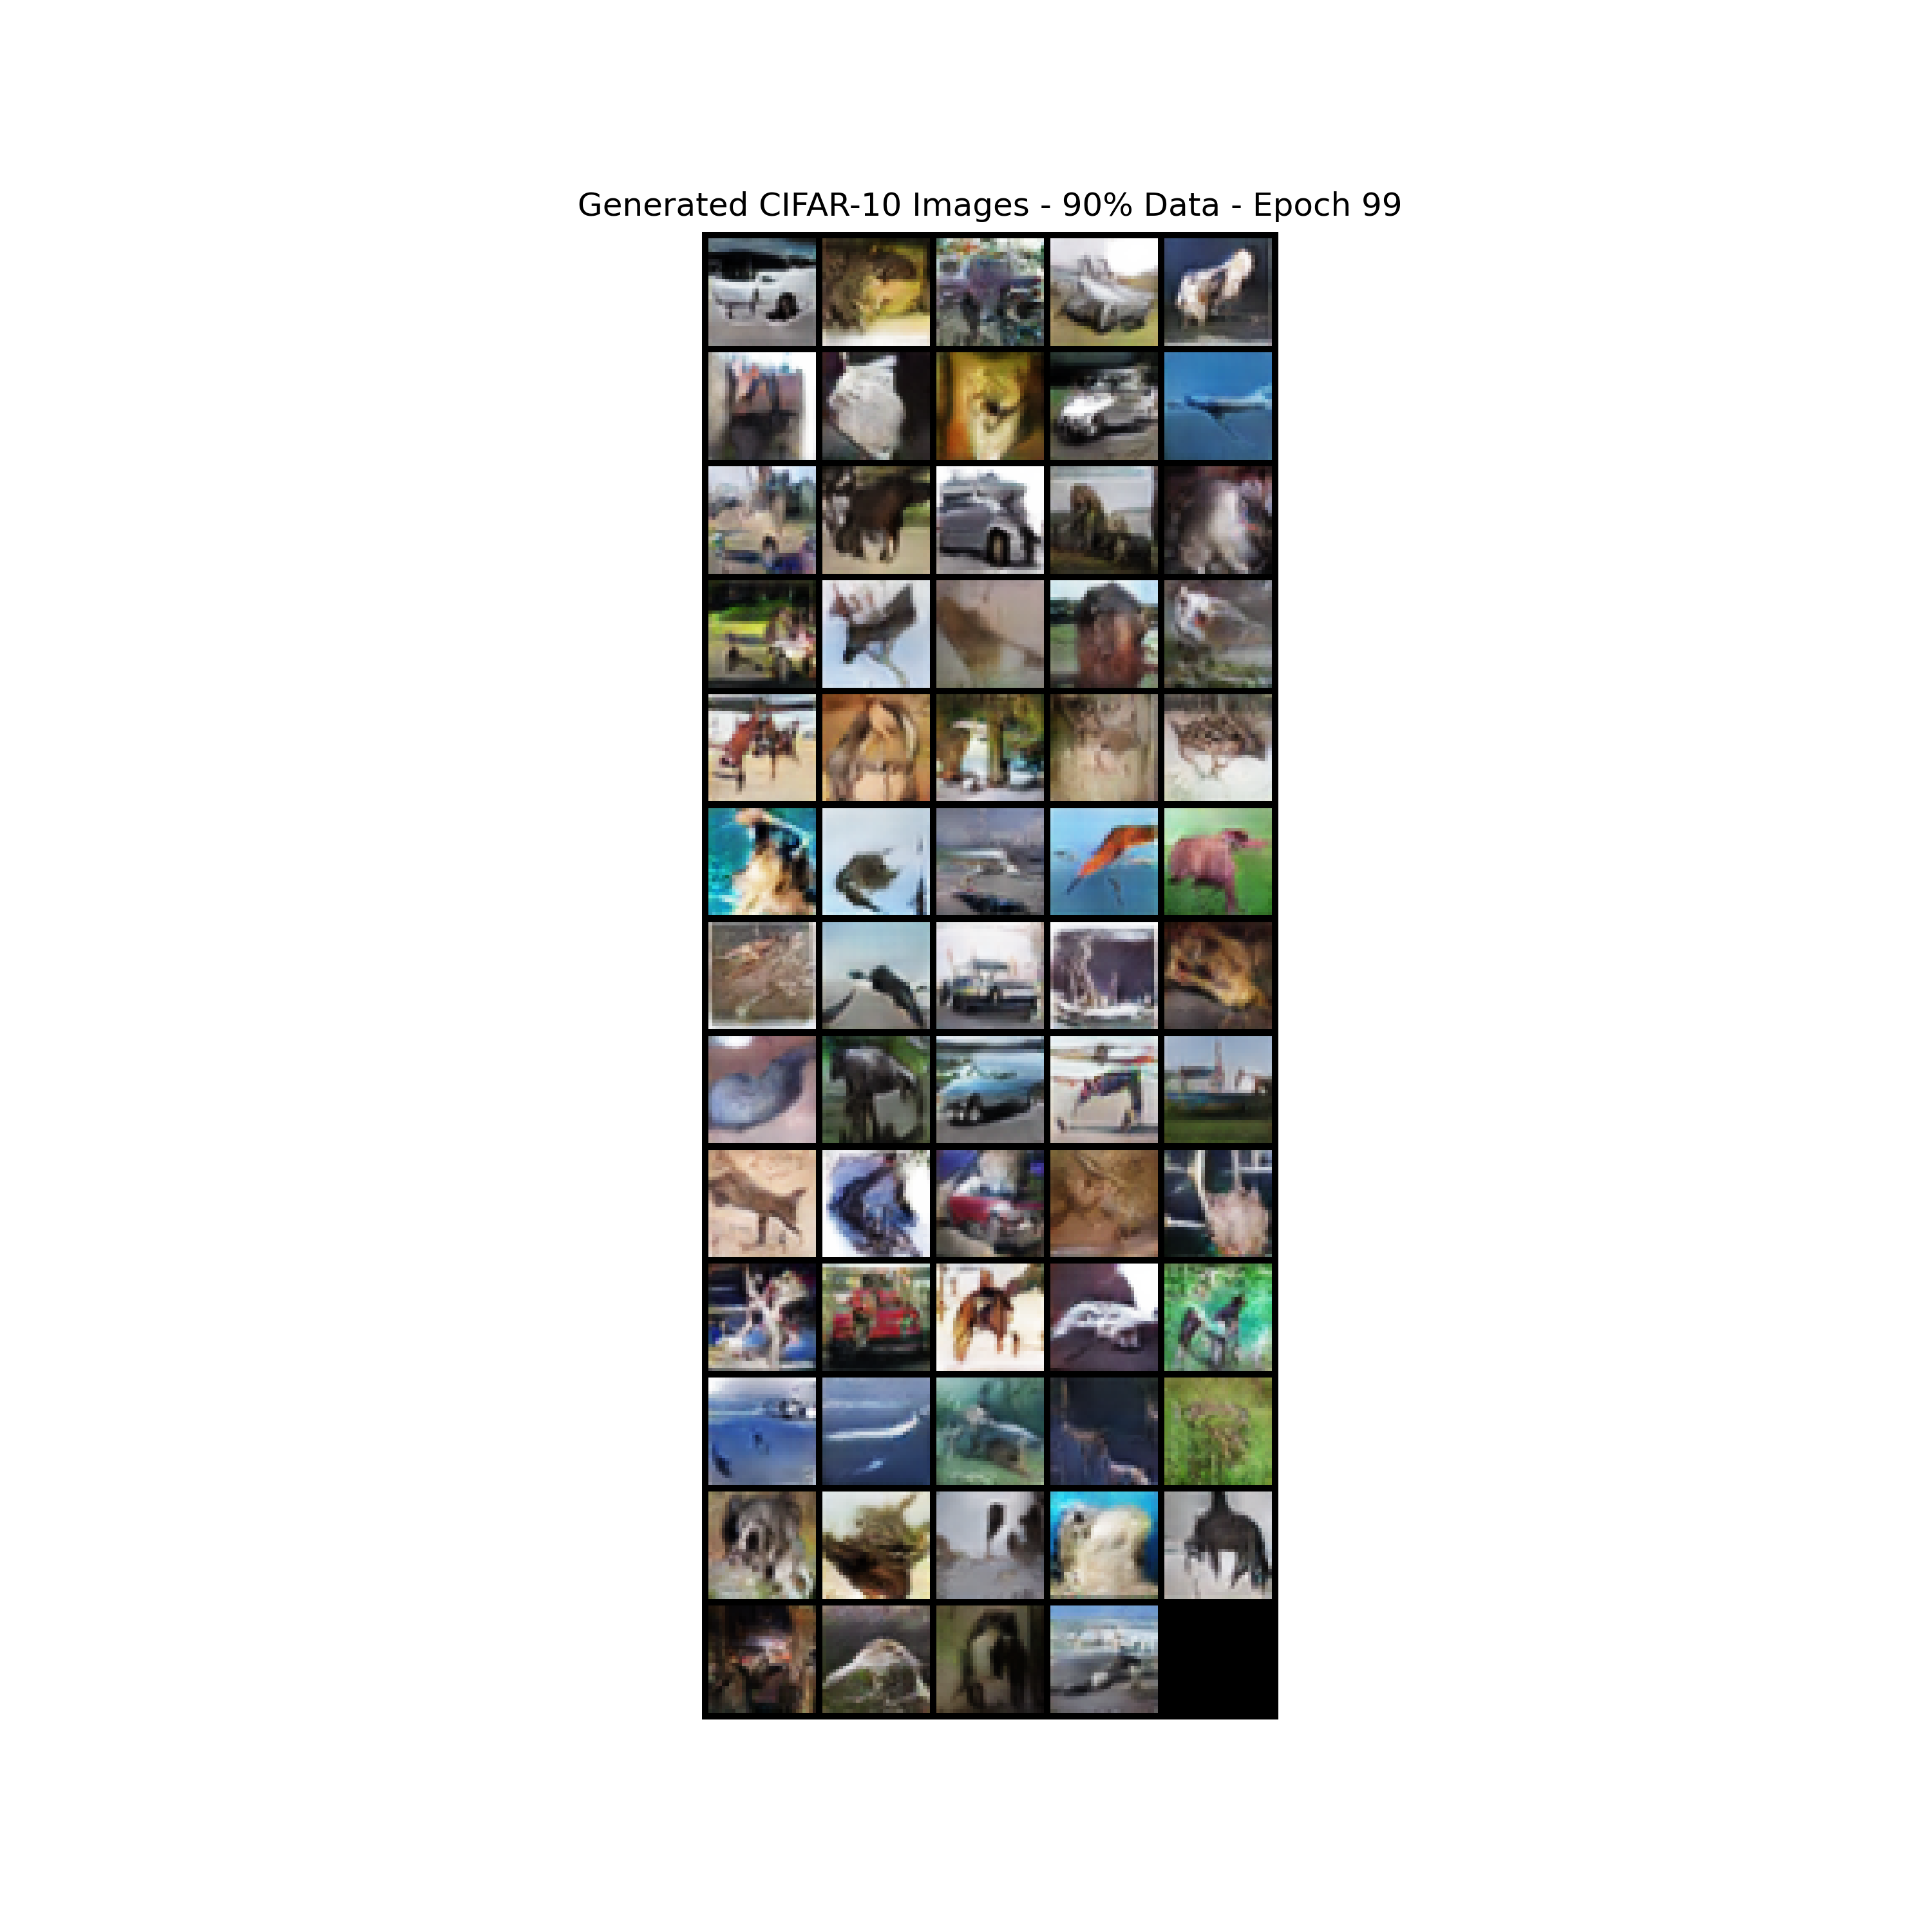 Generated CIFAR-10 Images - 90% Data - Epoch 99